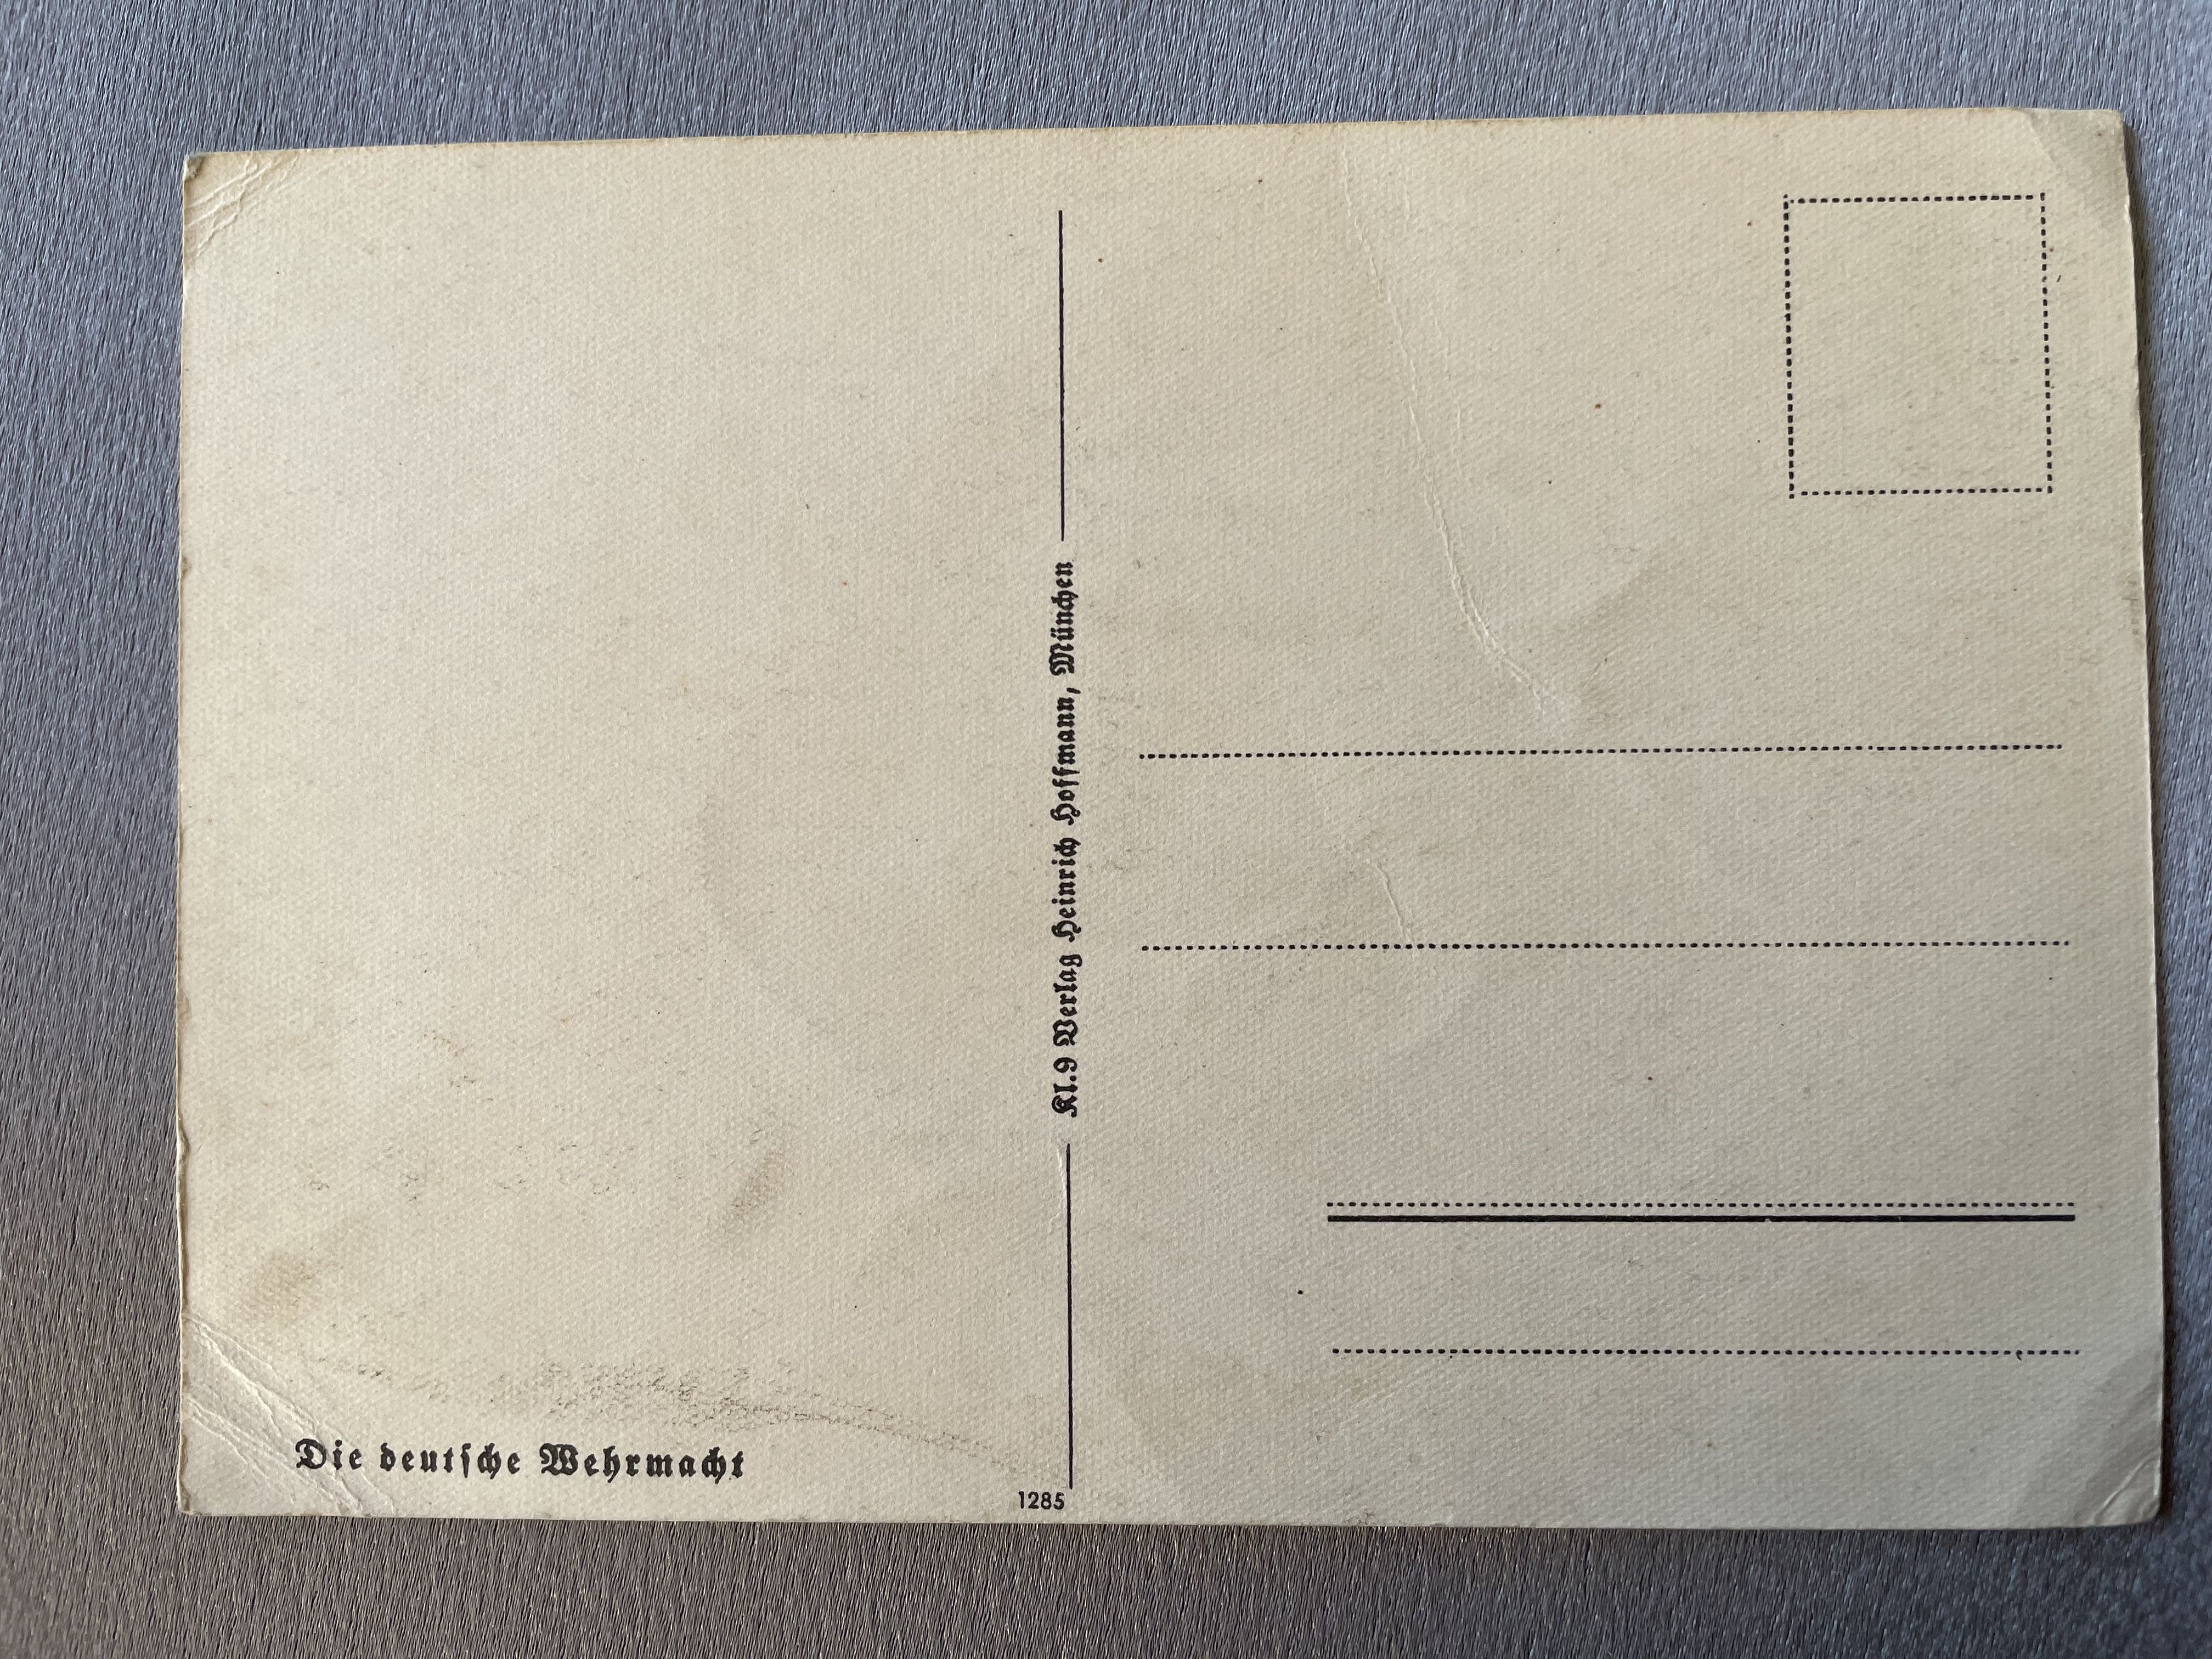 Kl.9 Verlag Heinrich Hoffmann, München
Die deutsche Wehrmacht
1285